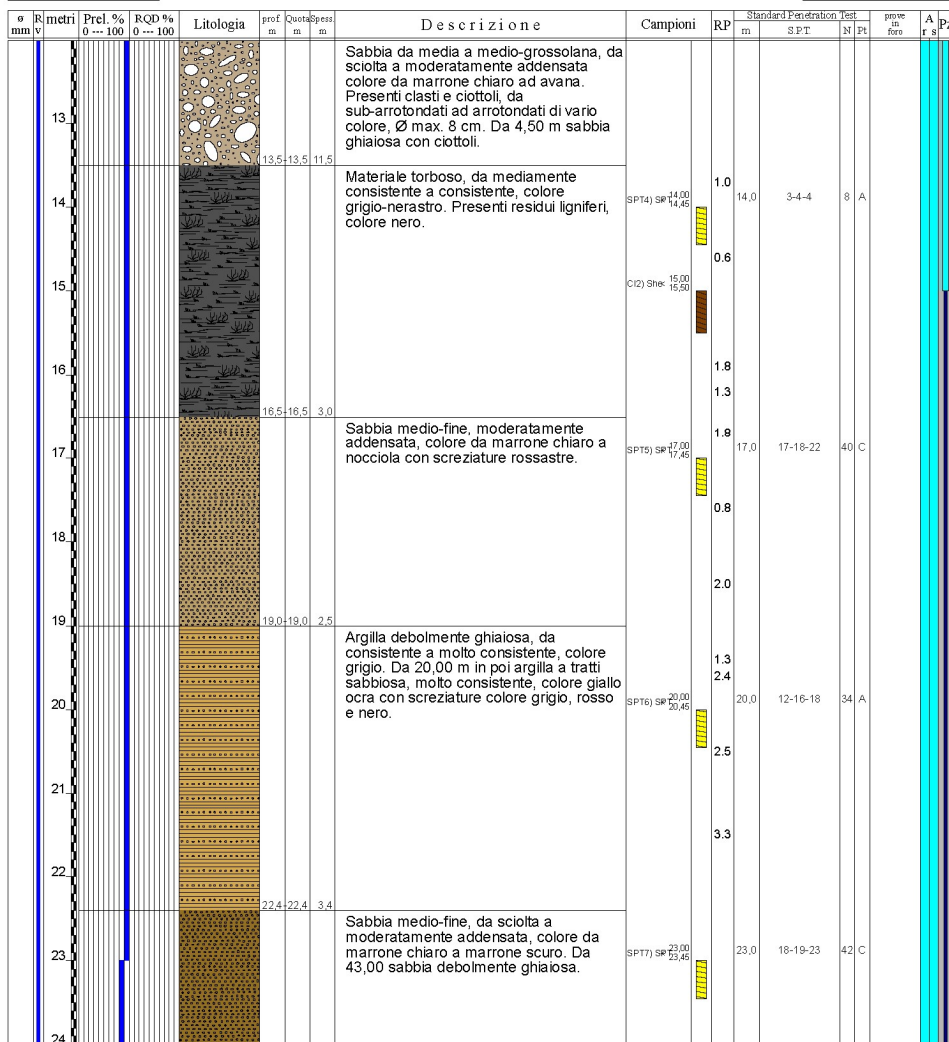 ø mm R v metri Prel. % 0 --- 100 RQD % 0 --- 100 Litologia prof. m Quota m Spess. m Descrizione Campioni RP Standard Penetration Test m S.P.T. N Pt prove in foro A r s Pz
Sabbia da media a medio-grossolana, da
sciolta a moderatamente addensata
colore da marrone chiaro ad avana.
Presenti clasti e ciottoli, da
sub-arrotondati ad arrotondati di vario
colore, Ø max. 8 cm. Da 4,50 m sabbia
ghiaiosa con ciottoli.
13
13,5 -13,5 11,5
Materiale torboso, da mediamente
consistente a consistente, colore
grigio-nerastro. Presenti residui ligniferi,
colore nero.
1.0
14
SPT4) 14,00 14,45
14,0 3-4-4 8 A
0.6
15
CI2) She< 15,00 15,50
16
1.8
1.3
16,5 -16,5 3,0
Sabbia medio-fine, moderatamente
addensata, colore da marrone chiaro a
nocciola con screziature rossastre.
1.8
17
SPT5) 17,00 17,45
17,0 17-18-22 40 C
0.8
18
2.0
19
19,0 -19,0 2,5
Argilla debolmente ghiaiosa, da
consistente a molto consistente, colore
grigio. Da 20,00 m in poi argilla a tratti
sabbiosa, molto consistente, colore giallo
ocra con screziature colore grigio, rosso
e nero.
1.3
2.4
20
SPT6) 20,00 20,45
20,0 12-16-18 34 A
2.5
21
3.3
22
22,4 -22,4 3,4
Sabbia medio-fine, da sciolta a
moderatamente addensata, colore da
marrone chiaro a marrone scuro. Da
43,00 sabbia debolmente ghiaiosa.
23
SPT7) 23,00 23,45
23,0 18-19-23 42 C
24